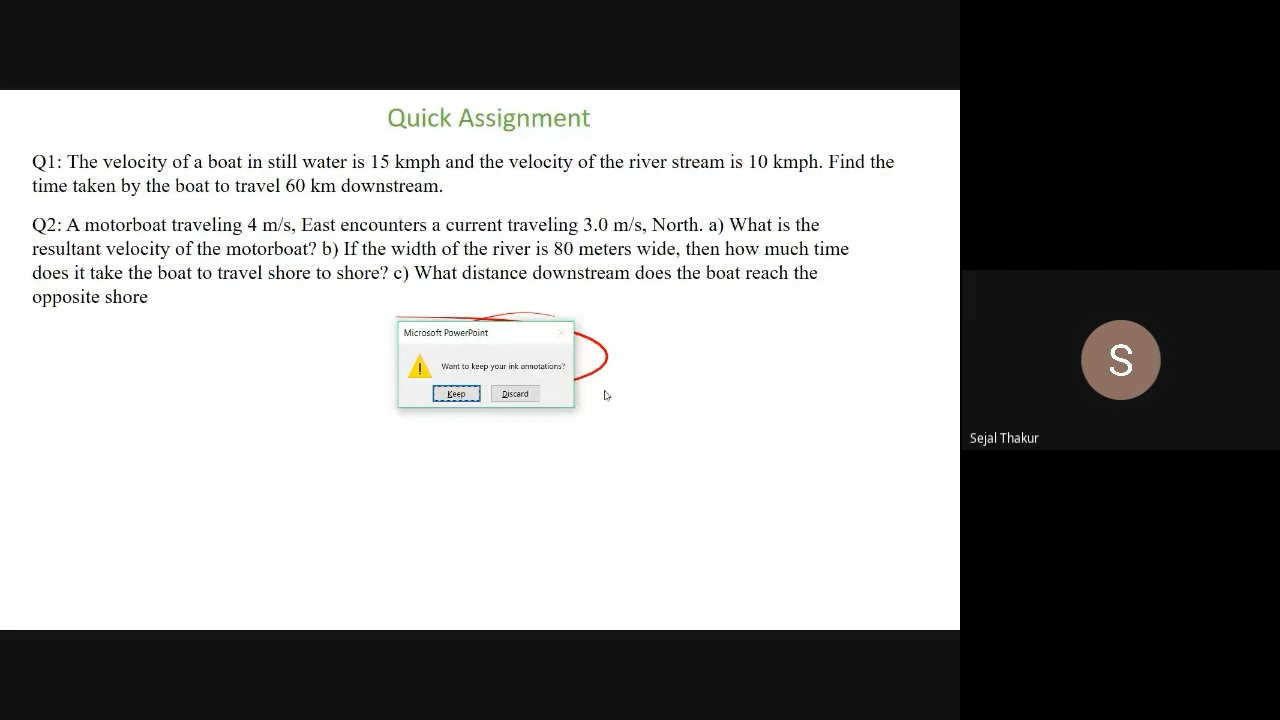 Quick Assignment
Q1: The velocity of a boat in still water is 15 kmph and the velocity of the river stream is 10 kmph. Find the
time taken by the boat to travel 60 km downstream.
Q2: A motorboat traveling 4 m/s, East encounters a current traveling 3.0 m/s, North. a) What is the
resultant velocity of the motorboat? b) If the width of the river is 80 meters wide, then how much time
does it take the boat to travel shore to shore? c) What distance downstream does the boat reach the
opposite shore
Microsoft PowerPoint
Want to keep your ink annotations?
Keep Discard
S
Sejal Thakur